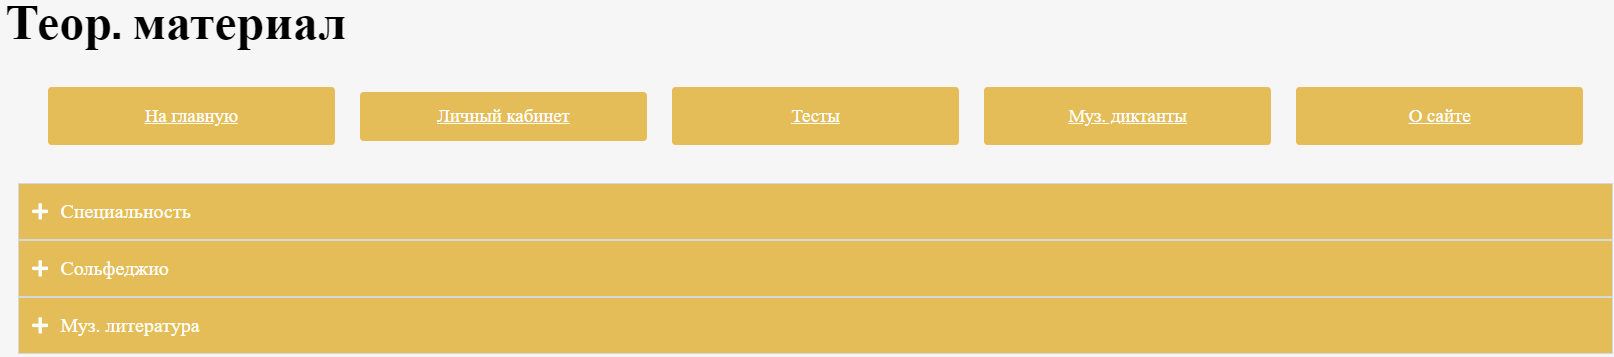 Теор. материал
На главную Личный кабинет Тесты Муз. диктанты О сайте
Специальность
Сольфеджио
Муз. литература